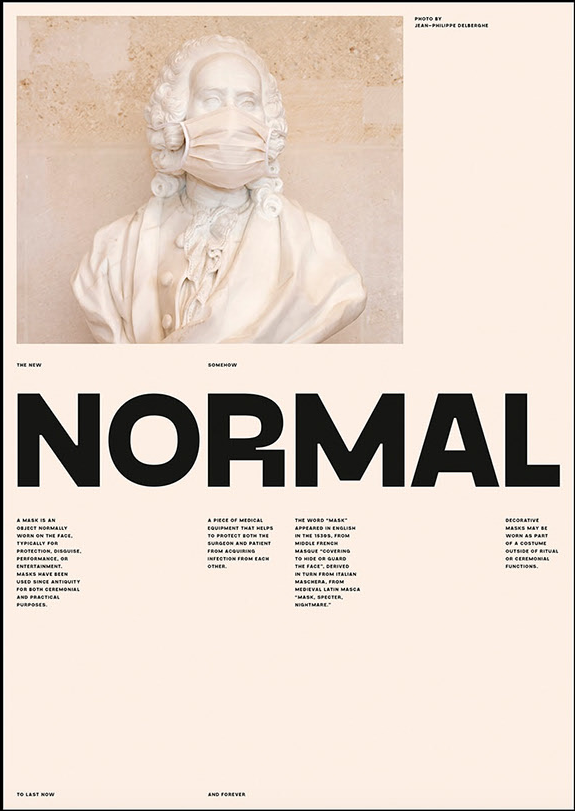 PHOTO BY
JEAN–PHILIPPE DELBERGHE
THE NEW
SOMEHOW
NORMAL
A MASK IS AN
OBJECT NORMALLY
WORN ON THE FACE,
TYPICALLY FOR
PROTECTION, DISGUISE,
PERFORMANCE, OR
ENTERTAINMENT.
MASKS HAVE BEEN
USED SINCE ANTIQUITY
FOR BOTH CEREMONIAL
AND PRACTICAL
PURPOSES.
A PIECE OF MEDICAL
EQUIPMENT THAT HELPS
TO PROTECT BOTH THE
SURGEON AND PATIENT
FROM ACQUIRING
INFECTION FROM EACH
OTHER.
THE WORD "MASK"
APPEARED IN ENGLISH
IN THE 1530S, FROM
MIDDLE FRENCH
MASQUE "COVERING
TO HIDE OR GUARD
THE FACE", DERIVED
IN TURN FROM ITALIAN
MASCHERA, FROM
MEDIEVAL LATIN MASCA
"MASK, SPECTER,
NIGHTMARE."
DECORATIVE
MASKS MAY BE
WORN AS PART
OF A COSTUME
OUTSIDE OF RITUAL
OR CEREMONIAL
FUNCTIONS.
TO LAST NOW
AND FOREVER